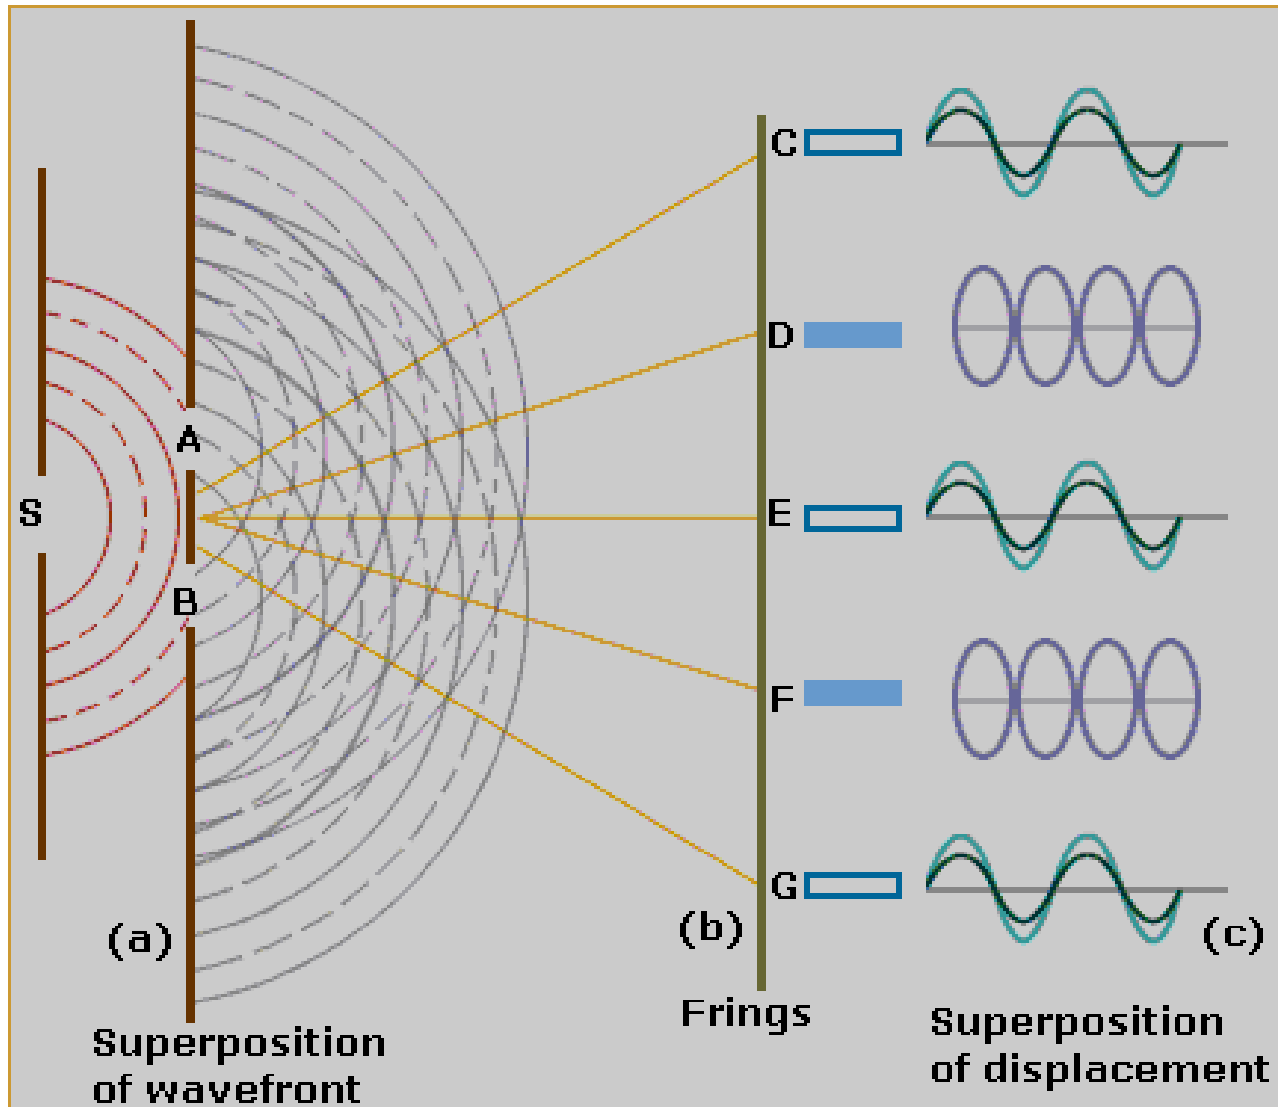 S
A
B
C
D
E
F
G
(a)
(b)
(c)
Superposition
of wavefront
Frings
Superposition
of displacement